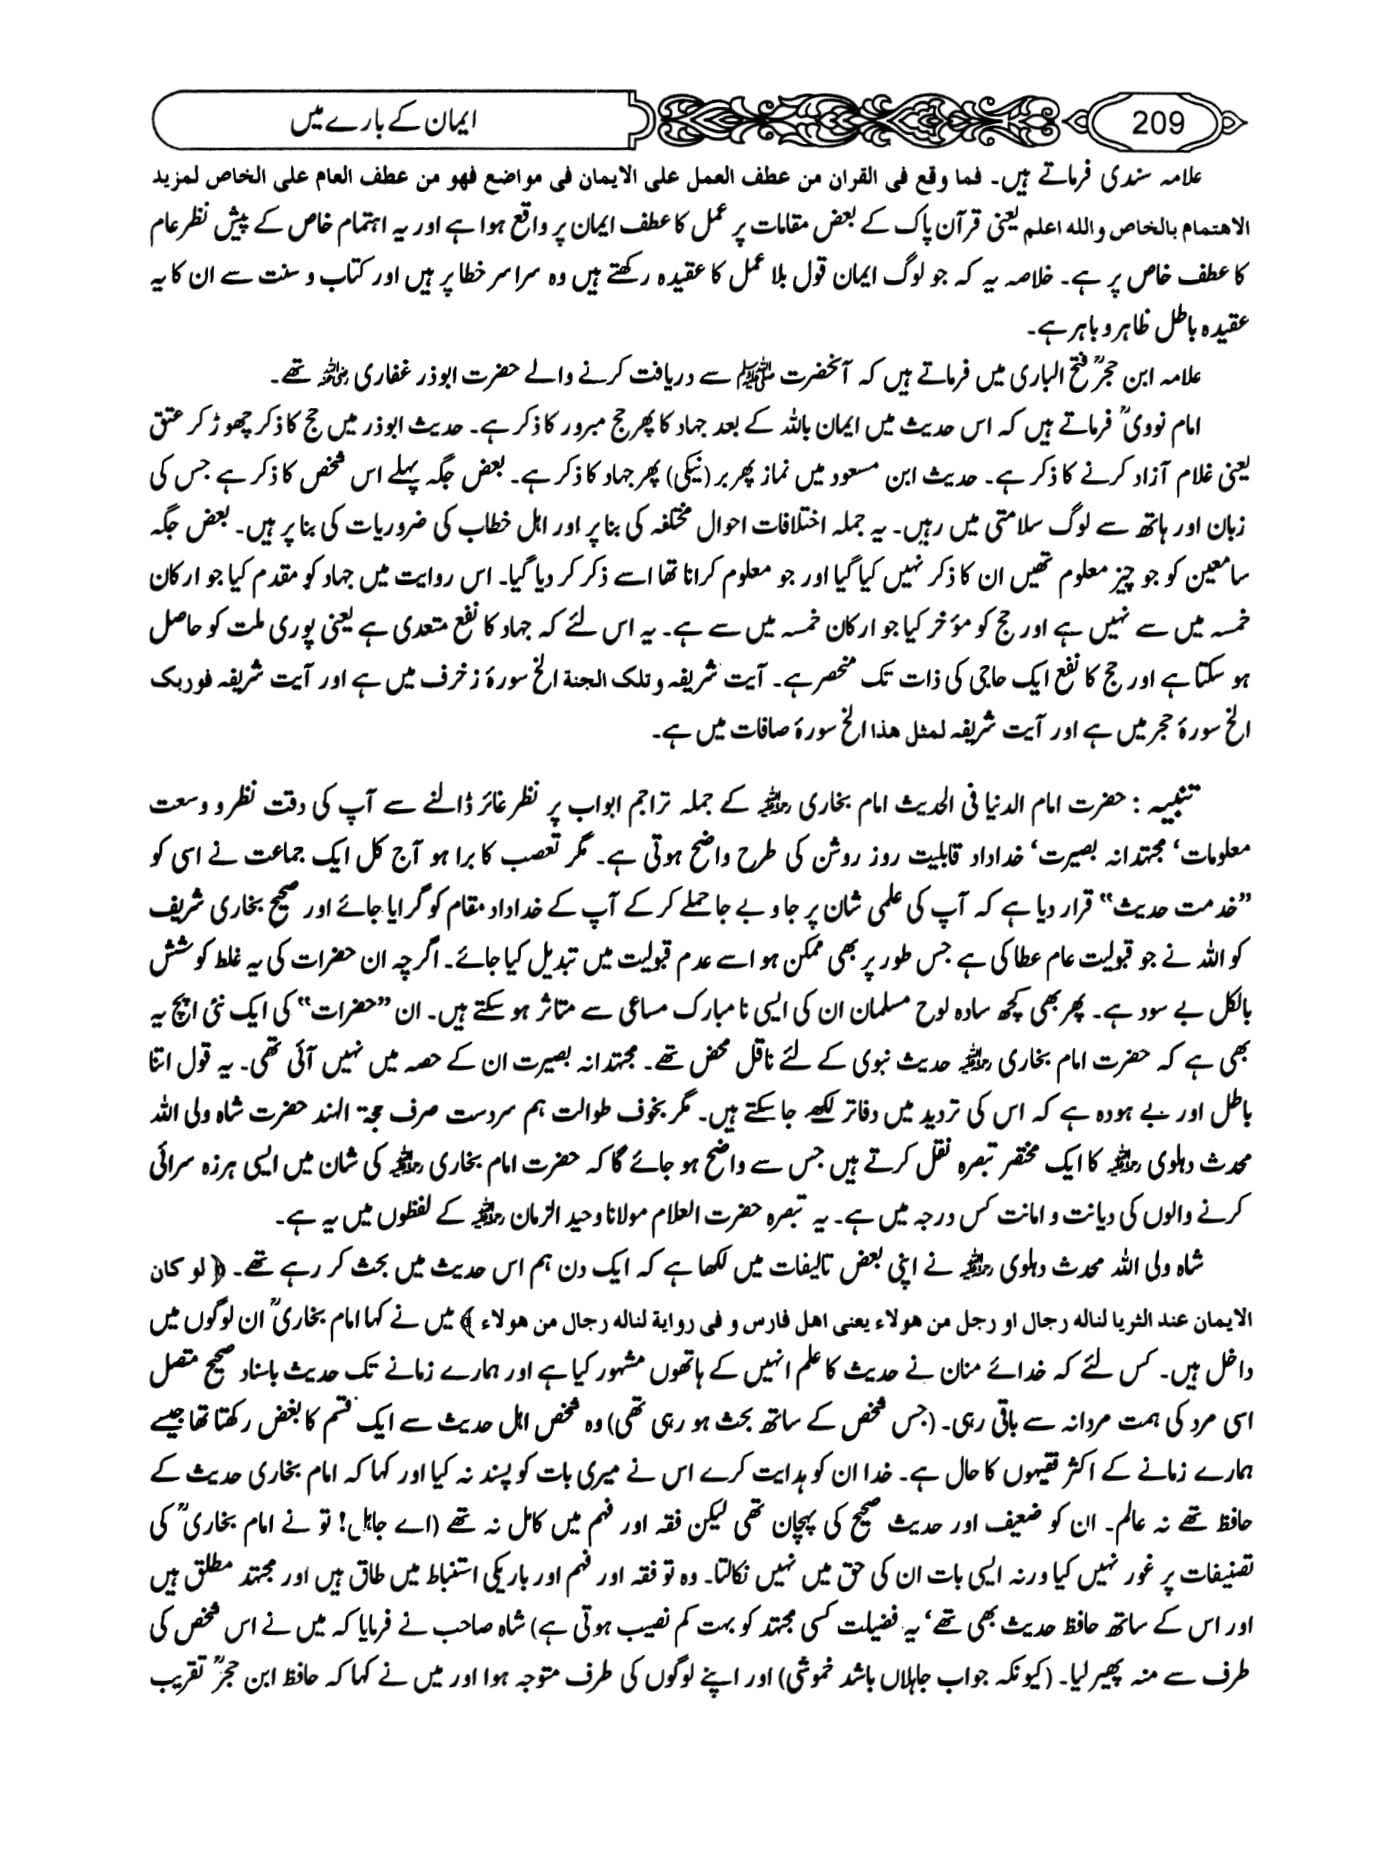 209
ایمان کے بارے میں
علامہ سندی فرماتے ہیں۔ فما وقع فی القران من عطف العمل علی الایمان فی مواضع فھو من عطف العام علی الخاص لمزید
الاھتمام بالخاص واللہ اعلم یعنی قرآن پاک کے بعض مقامات پر عمل کا عطف ایمان پر واقع ہوا ہے اور یہ اہتمام خاص کے پیش نظر عام
کا عطف خاص پر ہے۔ خلاصہ یہ کہ جو لوگ ایمان قول بلا عمل کا عقیدہ رکھتے ہیں وہ سراسر خطا پر ہیں اور کتاب و سنت سے ان کا یہ
عقیدہ باطل ظاہر و باہر ہے۔
علامہ ابن حجرؒ فتح الباری میں فرماتے ہیں کہ آنحضرت ﷺ سے دریافت کرنے والے حضرت ابوذر غفاری رضی اللہ عنہ تھے۔
امام نوویؒ فرماتے ہیں کہ اس حدیث میں ایمان باللہ کے بعد جہاد کا پھر حج مبرور کا ذکر ہے۔ حدیث ابوذر میں حج کا ذکر چھوڑ کر عتق
یعنی غلام آزاد کرنے کا ذکر ہے۔ حدیث ابن مسعود میں نماز پھر بر (نیکی) پھر جہاد کا ذکر ہے۔ بعض جگہ پہلے اس شخص کا ذکر ہے جس کی
زبان اور ہاتھ سے لوگ سلامتی میں رہیں۔ یہ جملہ اختلافات احوال مختلفہ کی بنا پر اور اہل خطاب کی ضروریات کی بنا پر ہیں۔ بعض جگہ
سامعین کو جو چیز معلوم تھیں ان کا ذکر نہیں کیا گیا اور جو معلوم کرانا تھا اسے ذکر کر دیا گیا۔ اس روایت میں جہاد کو مقدم کیا جو ارکان
خمسہ میں سے نہیں ہے اور حج کو مؤخر کیا جو ارکان خمسہ میں سے ہے۔ یہ اس لئے کہ جہاد کا نفع متعدی ہے یعنی پوری ملت کو حاصل
ہو سکتا ہے اور حج کا نفع ایک حاجی کی ذات تک منحصر ہے۔ آیت شریفہ وتلک الجنة الخ سورۂ زخرف میں ہے اور آیت شریفہ فوربک
الخ سورۂ حجر میں ہے اور آیت شریفہ لمثل ھذا الخ سورۂ صافات میں ہے۔
تنبیہ : حضرت امام الدنیا فی الحدیث امام بخاری رحمہ اللہ کے جملہ تراجم ابواب پر نظر غائر ڈالنے سے آپ کی دقت نظر و وسعت
معلومات، مجتہدانہ بصیرت، خداداد قابلیت روز روشن کی طرح واضح ہوتی ہے۔ مگر تعصب کا برا ہو آج کل ایک جماعت نے اسی کو
”خدمت حدیث“ قرار دیا ہے کہ آپ کی علمی شان پر جا و بے جا حملے کر کے آپ کے خداداد مقام کو گرایا جائے اور صحیح بخاری شریف
کو اللہ نے جو قبولیت عام عطا کی ہے جس طور پر بھی ممکن ہو اسے عدم قبولیت میں تبدیل کیا جائے۔ اگرچہ ان حضرات کی یہ غلط کوشش
بالکل بے سود ہے۔ پھر بھی کچھ سادہ لوح مسلمان ان کی ایسی نا مبارک مساعی سے متاثر ہو سکتے ہیں۔ ان ”حضرات“ کی ایک نئی اپچ یہ
بھی ہے کہ حضرت امام بخاری رحمہ اللہ حدیث نبوی کے لئے ناقل محض تھے۔ مجتہدانہ بصیرت ان کے حصہ میں نہیں آئی تھی۔ یہ قول اتنا
باطل اور بے ہودہ ہے کہ اس کی تردید میں دفاتر لکھے جا سکتے ہیں۔ مگر بخوف طوالت ہم سردست صرف حجۃ الہند حضرت شاہ ولی اللہ
محدث دہلوی رحمہ اللہ کا ایک مختصر تبصرہ نقل کرتے ہیں جس سے واضح ہو جائے گا کہ حضرت امام بخاری رحمہ اللہ کی شان میں ایسی ہرزہ سرائی
کرنے والوں کی دیانت و امانت کس درجہ میں ہے۔ یہ تبصرہ حضرت العلام مولانا وحید الزمان رحمہ اللہ کے لفظوں میں یہ ہے۔
شاہ ولی اللہ محدث دہلوی رحمہ اللہ نے اپنی بعض تالیفات میں لکھا ہے کہ ایک دن ہم اس حدیث میں بحث کر رہے تھے۔ ﴿ لو کان
الایمان عند الثریا لنالہ رجال او رجل من ھولاء یعنی اھل فارس و فی روایة لنالہ رجال من ھولاء ﴾ میں نے کہا امام بخاریؒ ان لوگوں میں
داخل ہیں۔ کس لئے کہ خدائے منان نے حدیث کا علم انہیں کے ہاتھوں مشہور کیا ہے اور ہمارے زمانے تک حدیث باسناد صحیح متصل
اسی مرد کی ہمت مردانہ سے باقی رہی۔ (جس شخص کے ساتھ بحث ہو رہی تھی) وہ شخص اہل حدیث سے ایک قسم کا بغض رکھتا تھا جیسے
ہمارے زمانے کے اکثر فقیہوں کا حال ہے۔ خدا ان کو ہدایت کرے اس نے میری بات کو پسند نہ کیا اور کہا کہ امام بخاری حدیث کے
حافظ تھے نہ عالم۔ ان کو ضعیف اور حدیث صحیح کی پہچان تھی لیکن فقہ اور فہم میں کامل نہ تھے (اے جاہل! تو نے امام بخاریؒ کی
تصنیفات پر غور نہیں کیا ورنہ ایسی بات ان کی حق میں نہیں نکالتا۔ وہ تو فقہ اور فہم اور باریکی استنباط میں طاق ہیں اور مجتہد مطلق ہیں
اور اس کے ساتھ حافظ حدیث بھی تھے، یہ فضیلت کسی مجتہد کو بہت کم نصیب ہوتی ہے) شاہ صاحب نے فرمایا کہ میں نے اس شخص کی
طرف سے منہ پھیر لیا۔ (کیونکہ جواب جاہلاں باشد خموشی) اور اپنے لوگوں کی طرف متوجہ ہوا اور میں نے کہا کہ حافظ ابن حجرؒ تقریب